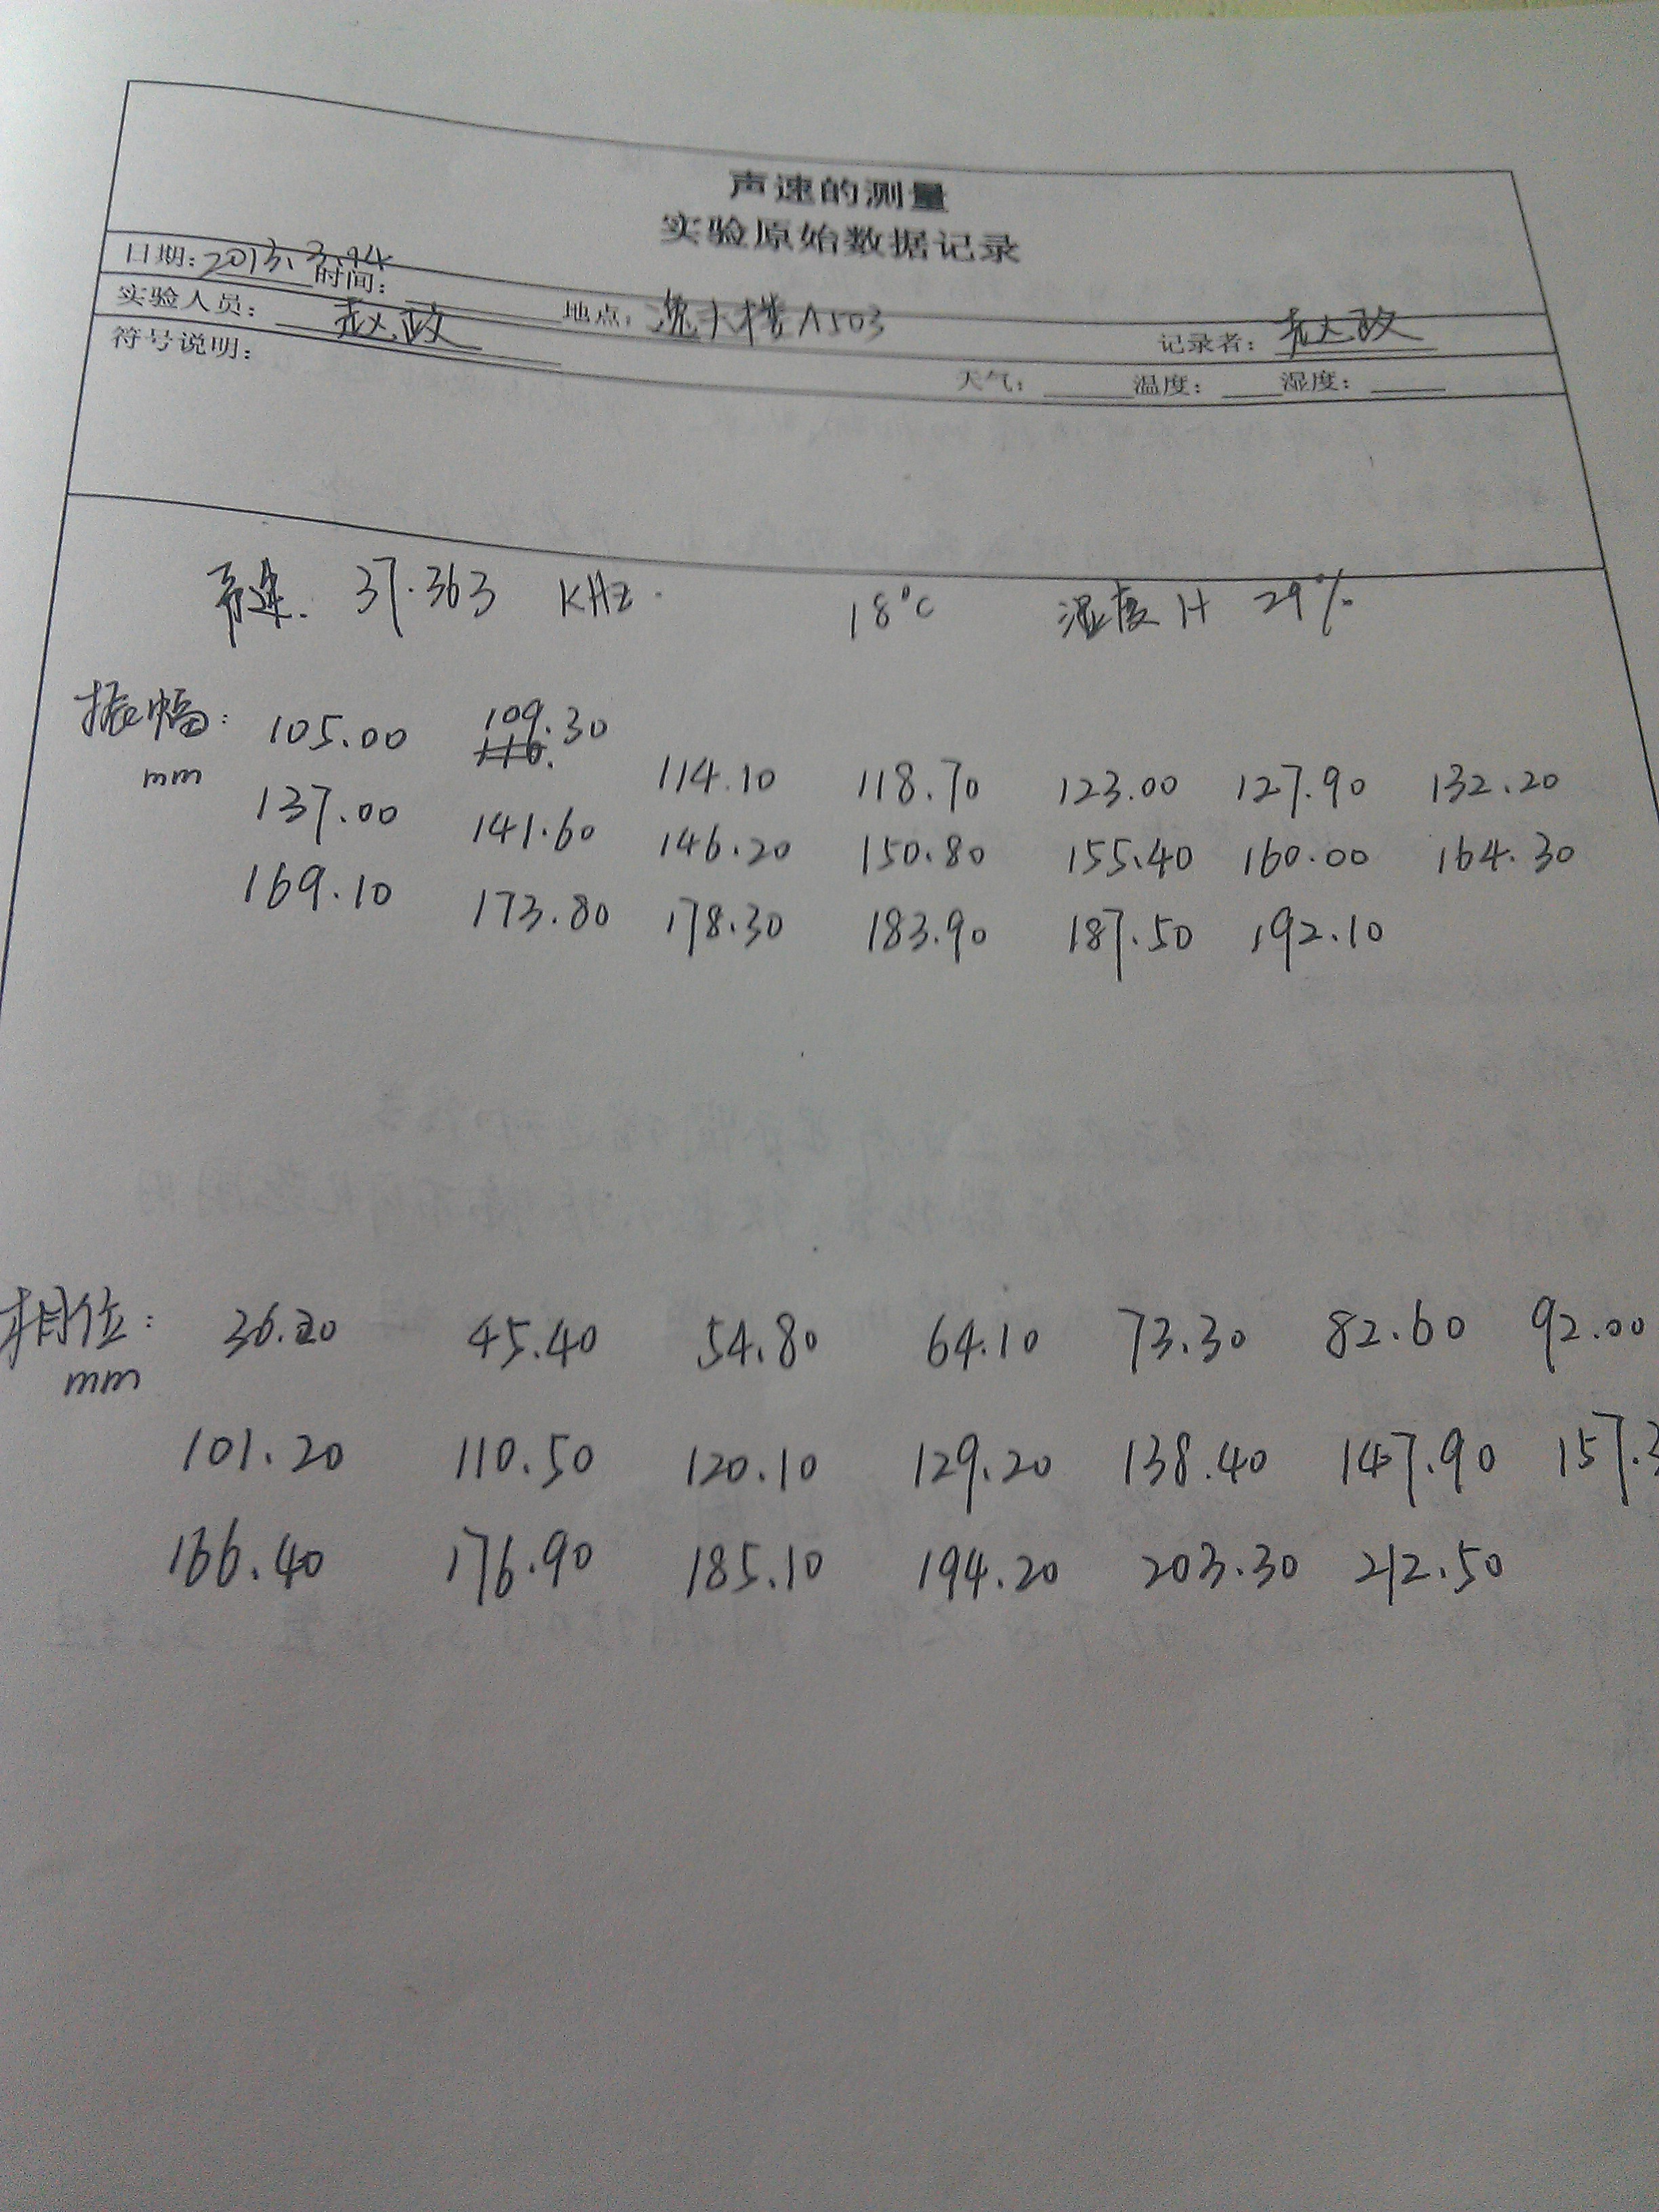 声速的测量
实验原始数据记录
日期:2013.3.14 时间:
实验人员: 赵政 地点: 逸夫楼A503 记录者: 赵政
符号说明: 天气: 温度: 湿度:
声速. 37.363 KHz. 18°C 湿度H 29%
振幅: 105.00 109.30 114.10 118.70 123.00 127.90 132.20
mm 137.00 141.60 146.20 150.80 155.40 160.00 164.30
169.10 173.80 178.30 183.90 187.50 192.10
相位: 36.20 45.40 54.80 64.10 73.30 82.60 92.00
mm
101.20 110.50 120.10 129.20 138.40 147.90 157.3
166.40 176.90 185.10 194.20 203.30 212.50